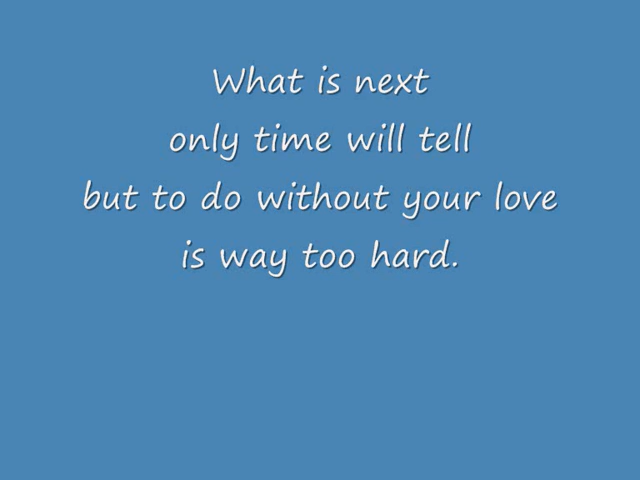 What is next
only time will tell
but to do without your love
is way too hard.